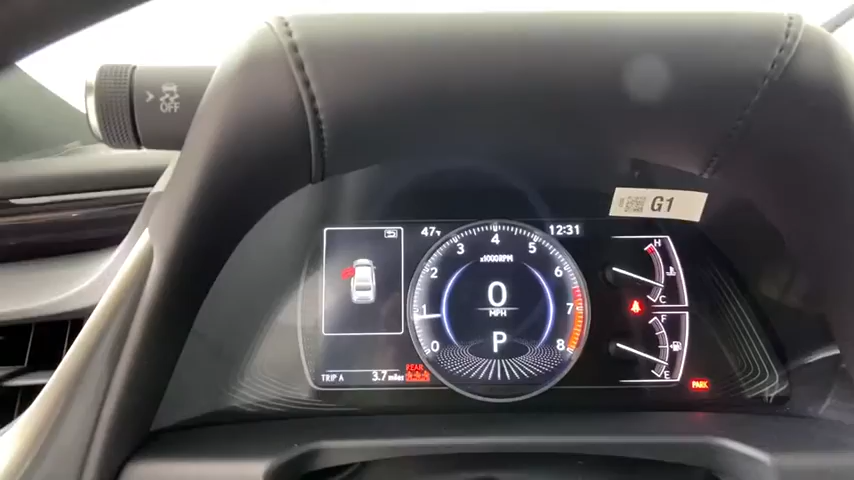 OFF
G1
47°F
12:31
H
C
F
E
0
1
2
3
4
5
6
7
8
x1000RPM
0
MPH
P
TRIP A
3.7 miles
REAR
PARK